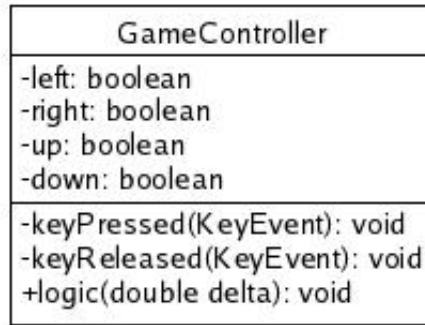 GameController
-left: boolean
-right: boolean
-up: boolean
-down: boolean
-keyPressed(KeyEvent): void
-keyReleased(KeyEvent): void
+logic(double delta): void